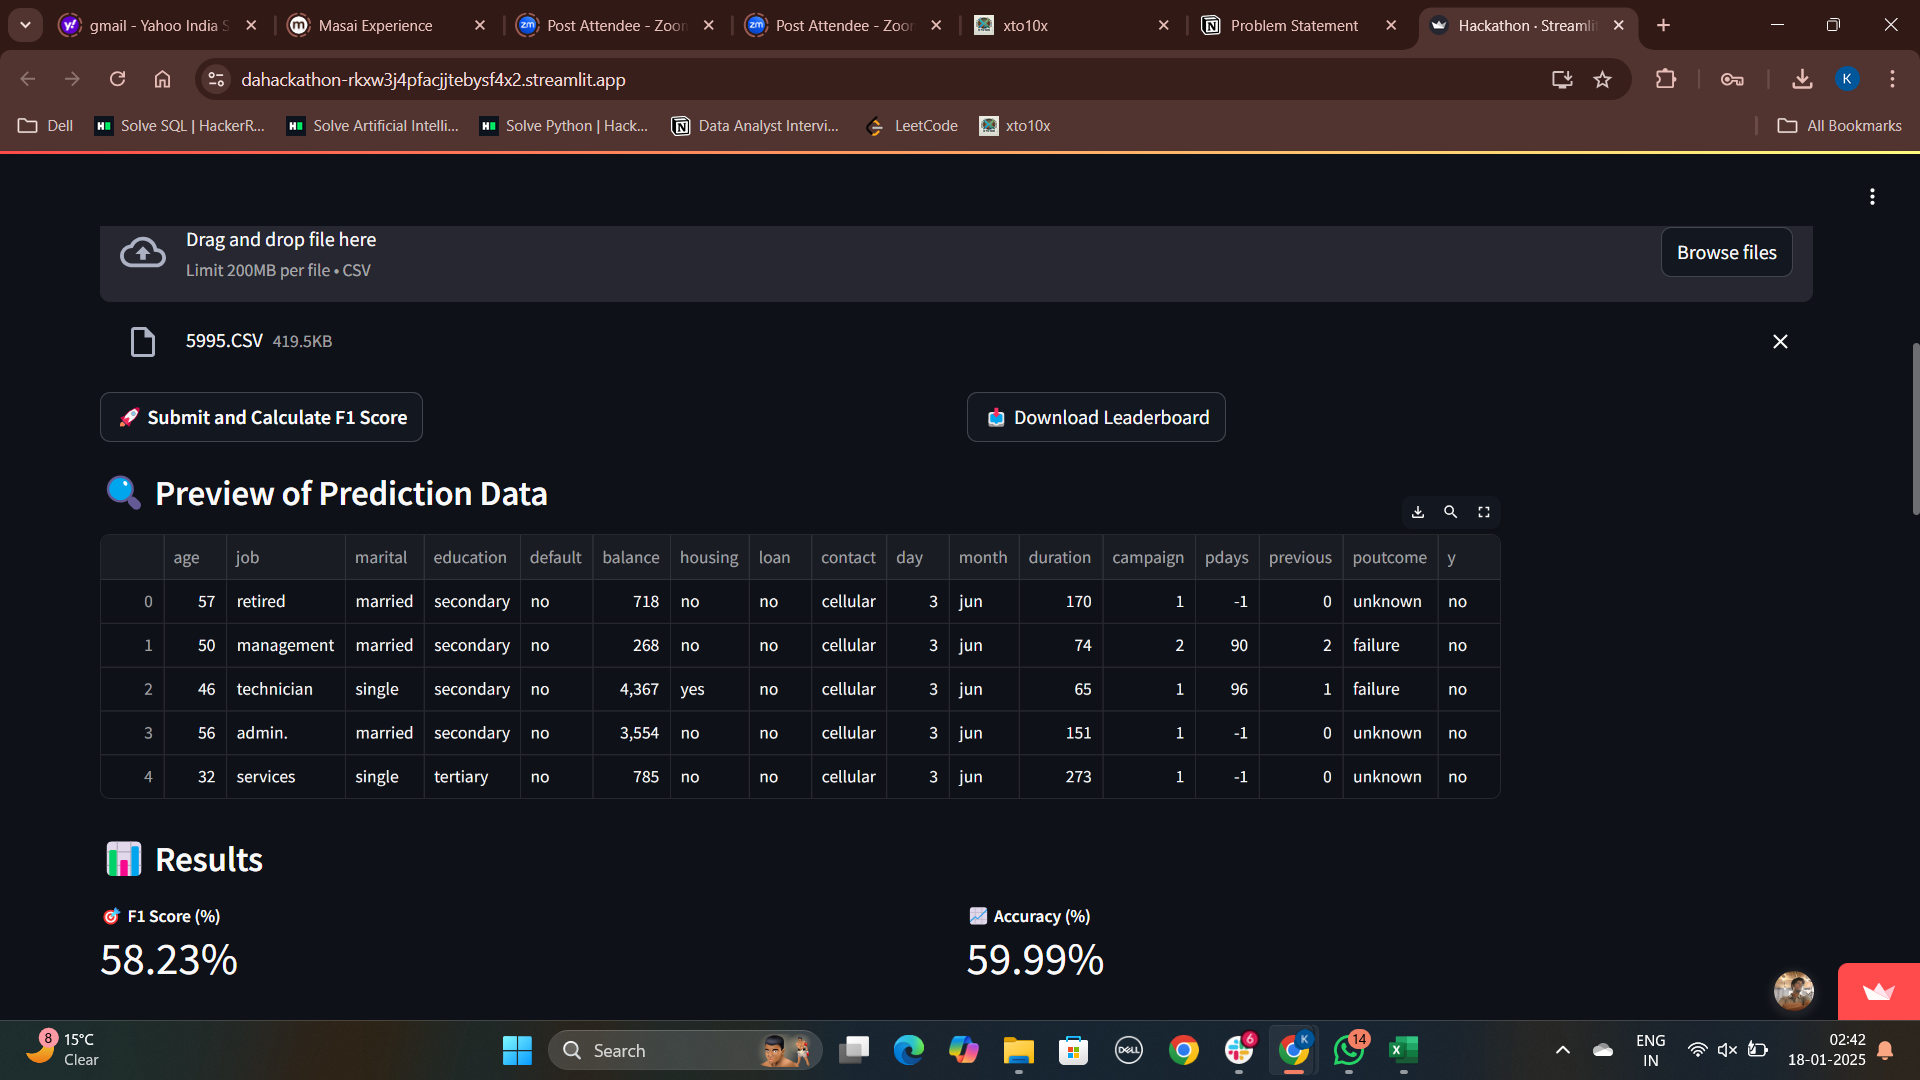 gmail - Yahoo India S
Masai Experience
Post Attendee - Zoom
Post Attendee - Zoom
xto10x
Problem Statement
Hackathon · Streamlit
dahackathon-rkxw3j4pfacjjtebysf4x2.streamlit.app
K
Dell
Solve SQL | HackerR...
Solve Artificial Intelli...
Solve Python | Hack...
Data Analyst Intervi...
LeetCode
xto10x
All Bookmarks
Drag and drop file here
Limit 200MB per file • CSV
Browse files
5995.CSV 419.5KB
Submit and Calculate F1 Score
Download Leaderboard
Preview of Prediction Data
age job marital education default balance housing loan contact day month duration campaign pdays previous poutcome y
0 57 retired married secondary no 718 no no cellular 3 jun 170 1 -1 0 unknown no
1 50 management married secondary no 268 no no cellular 3 jun 74 2 90 2 failure no
2 46 technician single secondary no 4,367 yes no cellular 3 jun 65 1 96 1 failure no
3 56 admin. married secondary no 3,554 no no cellular 3 jun 151 1 -1 0 unknown no
4 32 services single tertiary no 785 no no cellular 3 jun 273 1 -1 0 unknown no
Results
F1 Score (%)
58.23%
Accuracy (%)
59.99%
8
15°C
Clear
Search
DELL
6
K
14
ENG
IN
02:42
18-01-2025